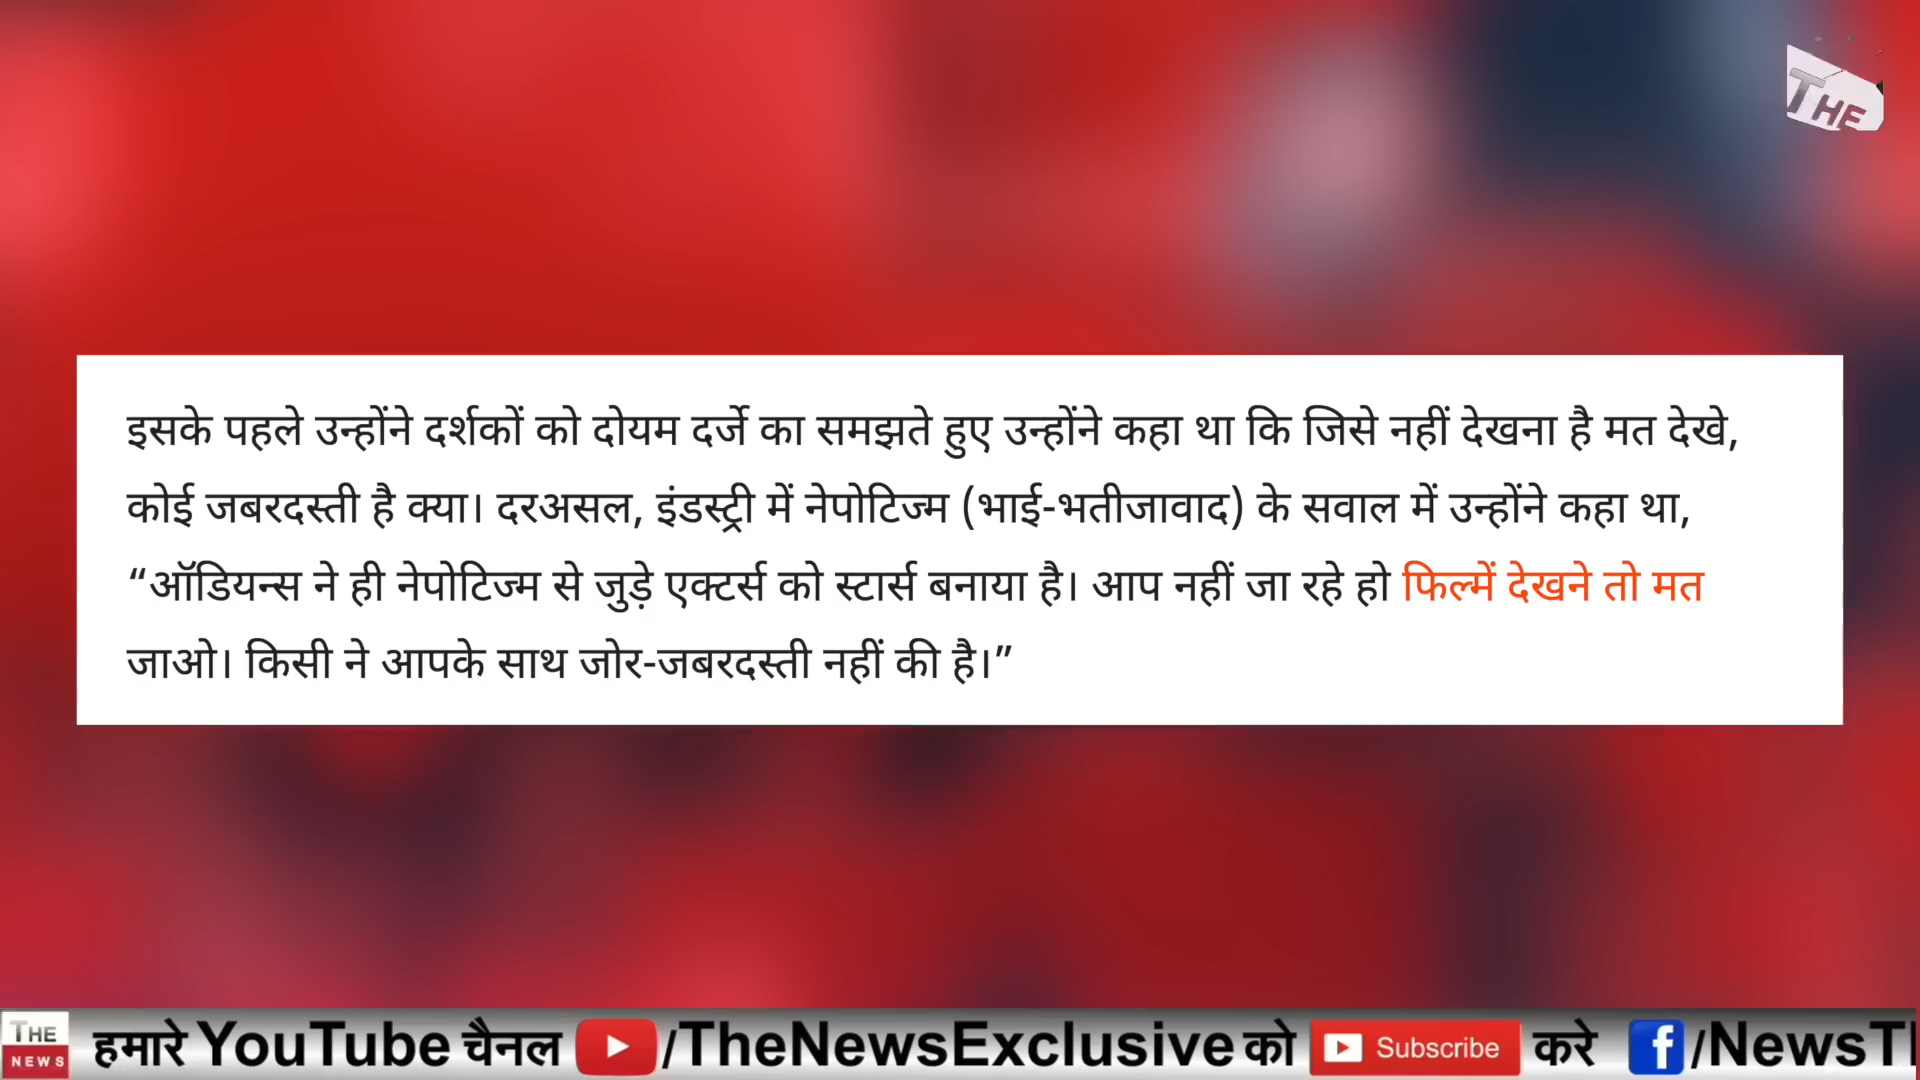 THE
इसके पहले उन्होंने दर्शकों को दोयम दर्जे का समझते हुए उन्होंने कहा था कि जिसे नहीं देखना है मत देखे,
कोई जबरदस्ती है क्या। दरअसल, इंडस्ट्री में नेपोटिज्म (भाई-भतीजावाद) के सवाल में उन्होंने कहा था,
“ऑडियन्स ने ही नेपोटिज्म से जुड़े एक्टर्स को स्टार्स बनाया है। आप नहीं जा रहे हो फिल्में देखने तो मत
जाओ। किसी ने आपके साथ जोर-जबरदस्ती नहीं की है।”
THE
NEWS
हमारे YouTube चैनल /TheNewsExclusive को Subscribe करे f /NewsT